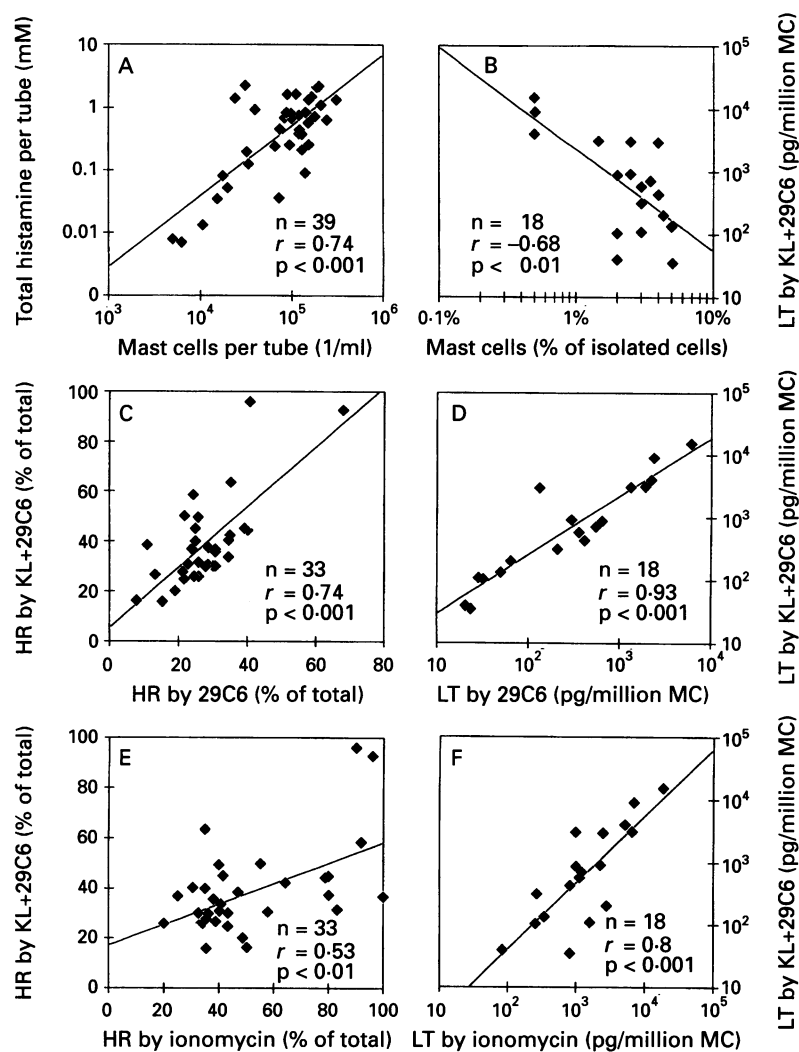 Total histamine per tube (mM)
10
1
0.1
0.01
0
A
n = 39
r = 0·74
p < 0·001
10³
10⁴
10⁵
10⁶
Mast cells per tube (1/ml)
B
n = 18
r = –0·68
p < 0·01
0·1%
1%
10%
Mast cells (% of isolated cells)
10⁵
10⁴
10³
10²
10
LT by KL+29C6 (pg/million MC)
HR by KL+29C6 (% of total)
100
80
60
40
20
0
C
n = 33
r = 0·74
p < 0·001
0
20
40
60
80
HR by 29C6 (% of total)
D
n = 18
r = 0·93
p < 0·001
10
10²
10³
10⁴
LT by 29C6 (pg/million MC)
10⁵
10⁴
10³
10²
10
LT by KL+29C6 (pg/million MC)
HR by KL+29C6 (% of total)
100
80
60
40
20
0
E
n = 33
r = 0·53
p < 0·01
0
20
40
60
80
100
HR by ionomycin (% of total)
F
n = 18
r = 0·8
p < 0·001
10
10²
10³
10⁴
10⁵
LT by ionomycin (pg/million MC)
10⁵
10⁴
10³
10²
10
LT by KL+29C6 (pg/million MC)